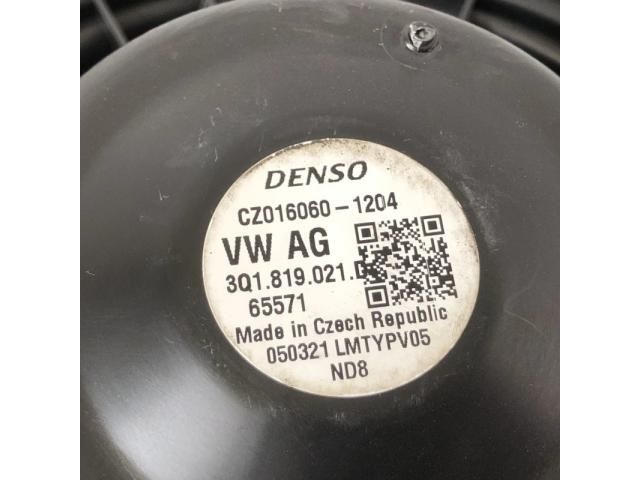 DENSO
CZ016060-1204
VW AG
3Q1.819.021.
65571
Made in Czech Republic
050321 LMTYPV05
ND8